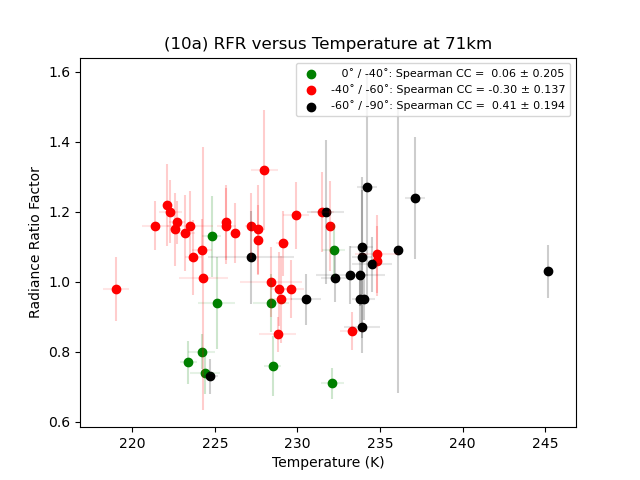 (10a) RFR versus Temperature at 71km
0˚ / -40˚: Spearman CC =  0.06 ± 0.205
-40˚ / -60˚: Spearman CC = -0.30 ± 0.137
-60˚ / -90˚: Spearman CC =  0.41 ± 0.194
1.6
1.4
1.2
1.0
0.8
0.6
Radiance Ratio Factor
220 225 230 235 240 245
Temperature (K)